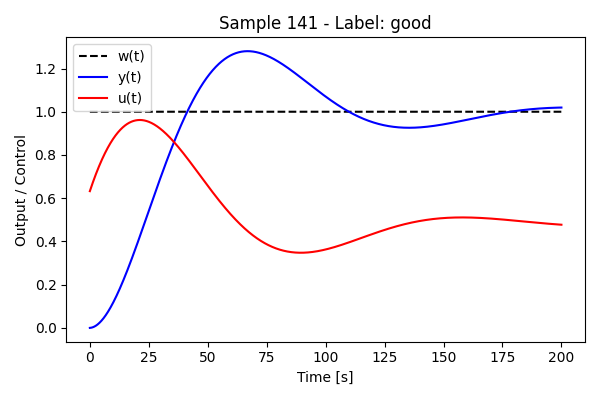 Sample 141 - Label: good
w(t)
y(t)
u(t)
Output / Control
1.2
1.0
0.8
0.6
0.4
0.2
0.0
0 25 50 75 100 125 150 175 200
Time [s]